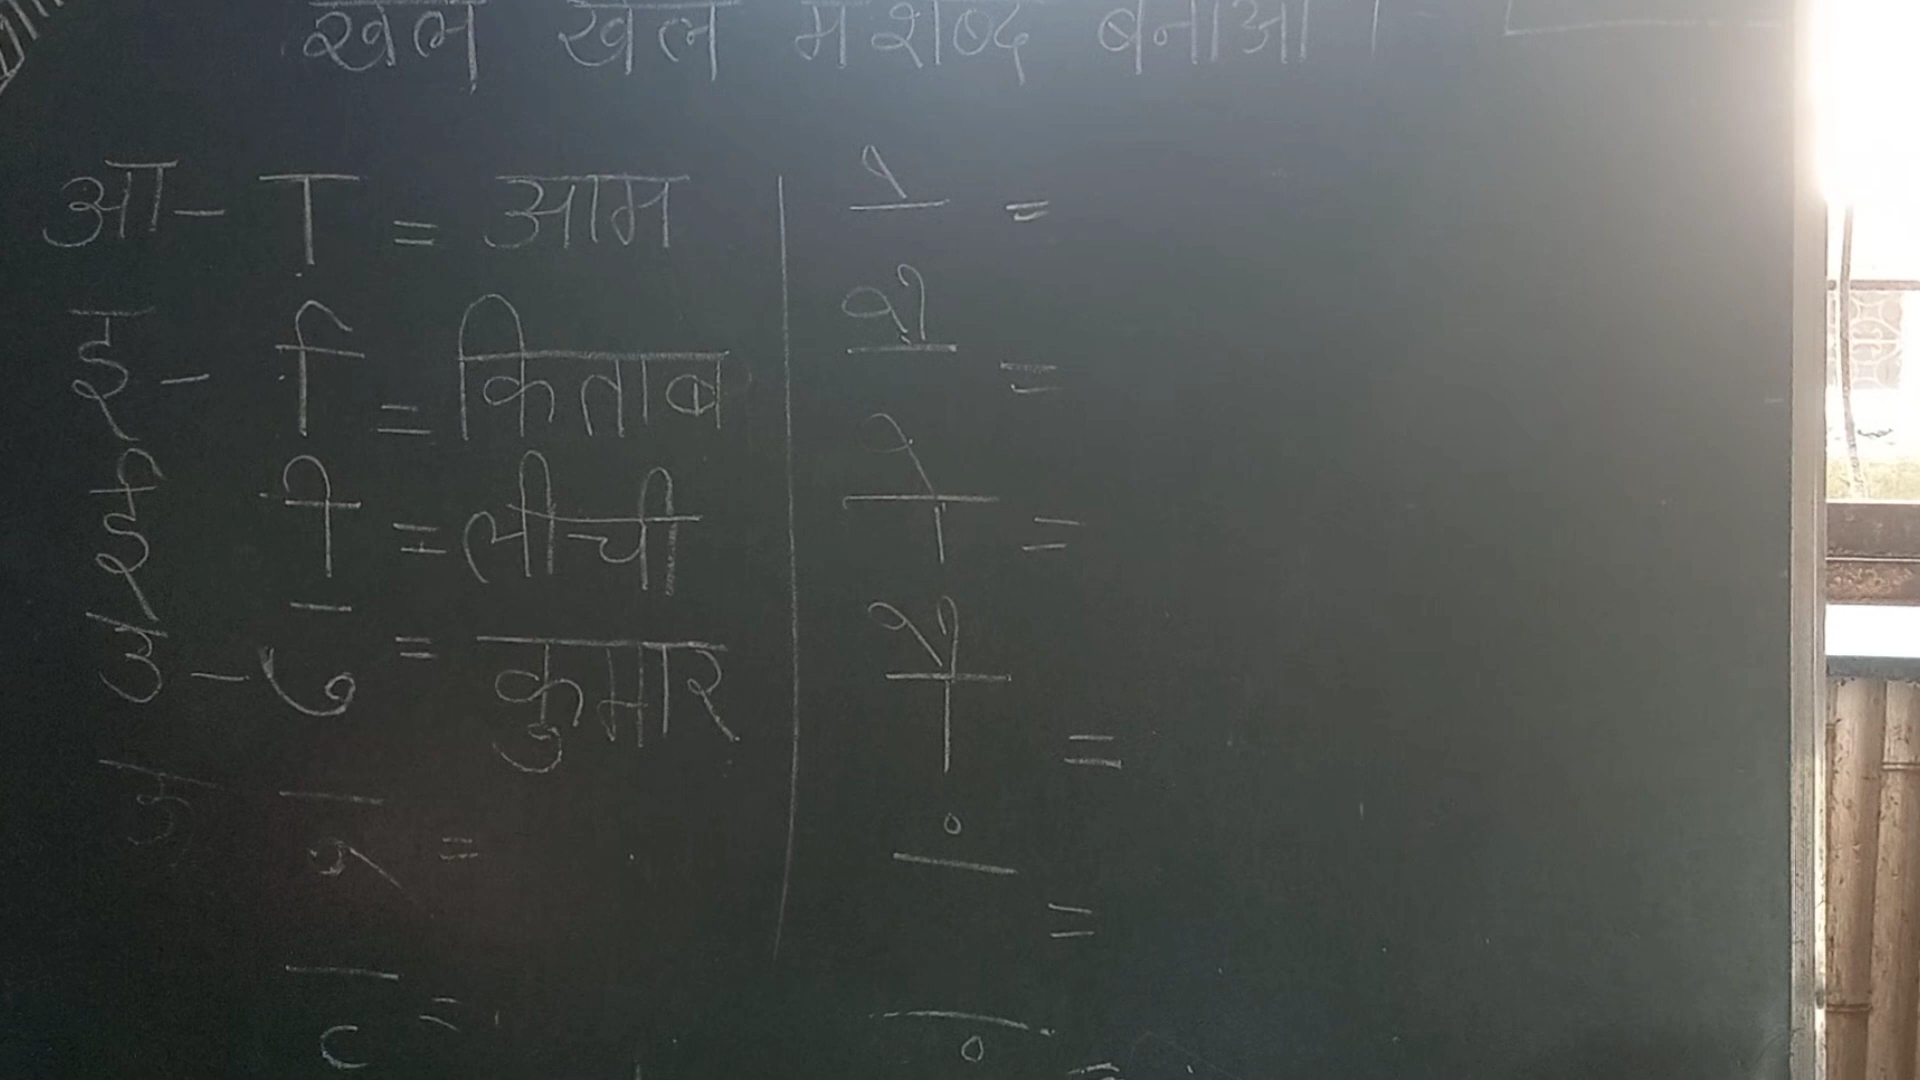 खेल खेल में शब्द बनाओ ।
आ - ा = आम
इ - ि = किताब
ई ी = लीची
उ - ु = कुमार
ऊ ू =
ृ =
े =
ै =
ो =
ौ =
ं =
़ =